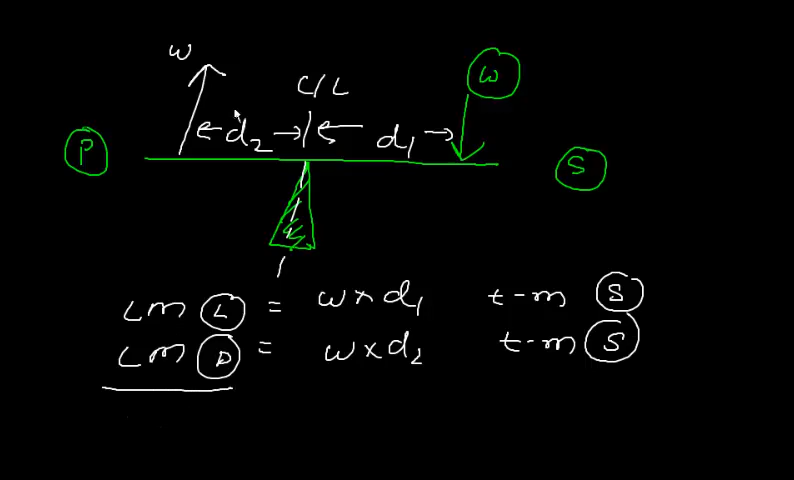 w
C/L
W
P
d2
d1
S
LM L = w x d1 t-m S
LM D = w x d2 t-m S